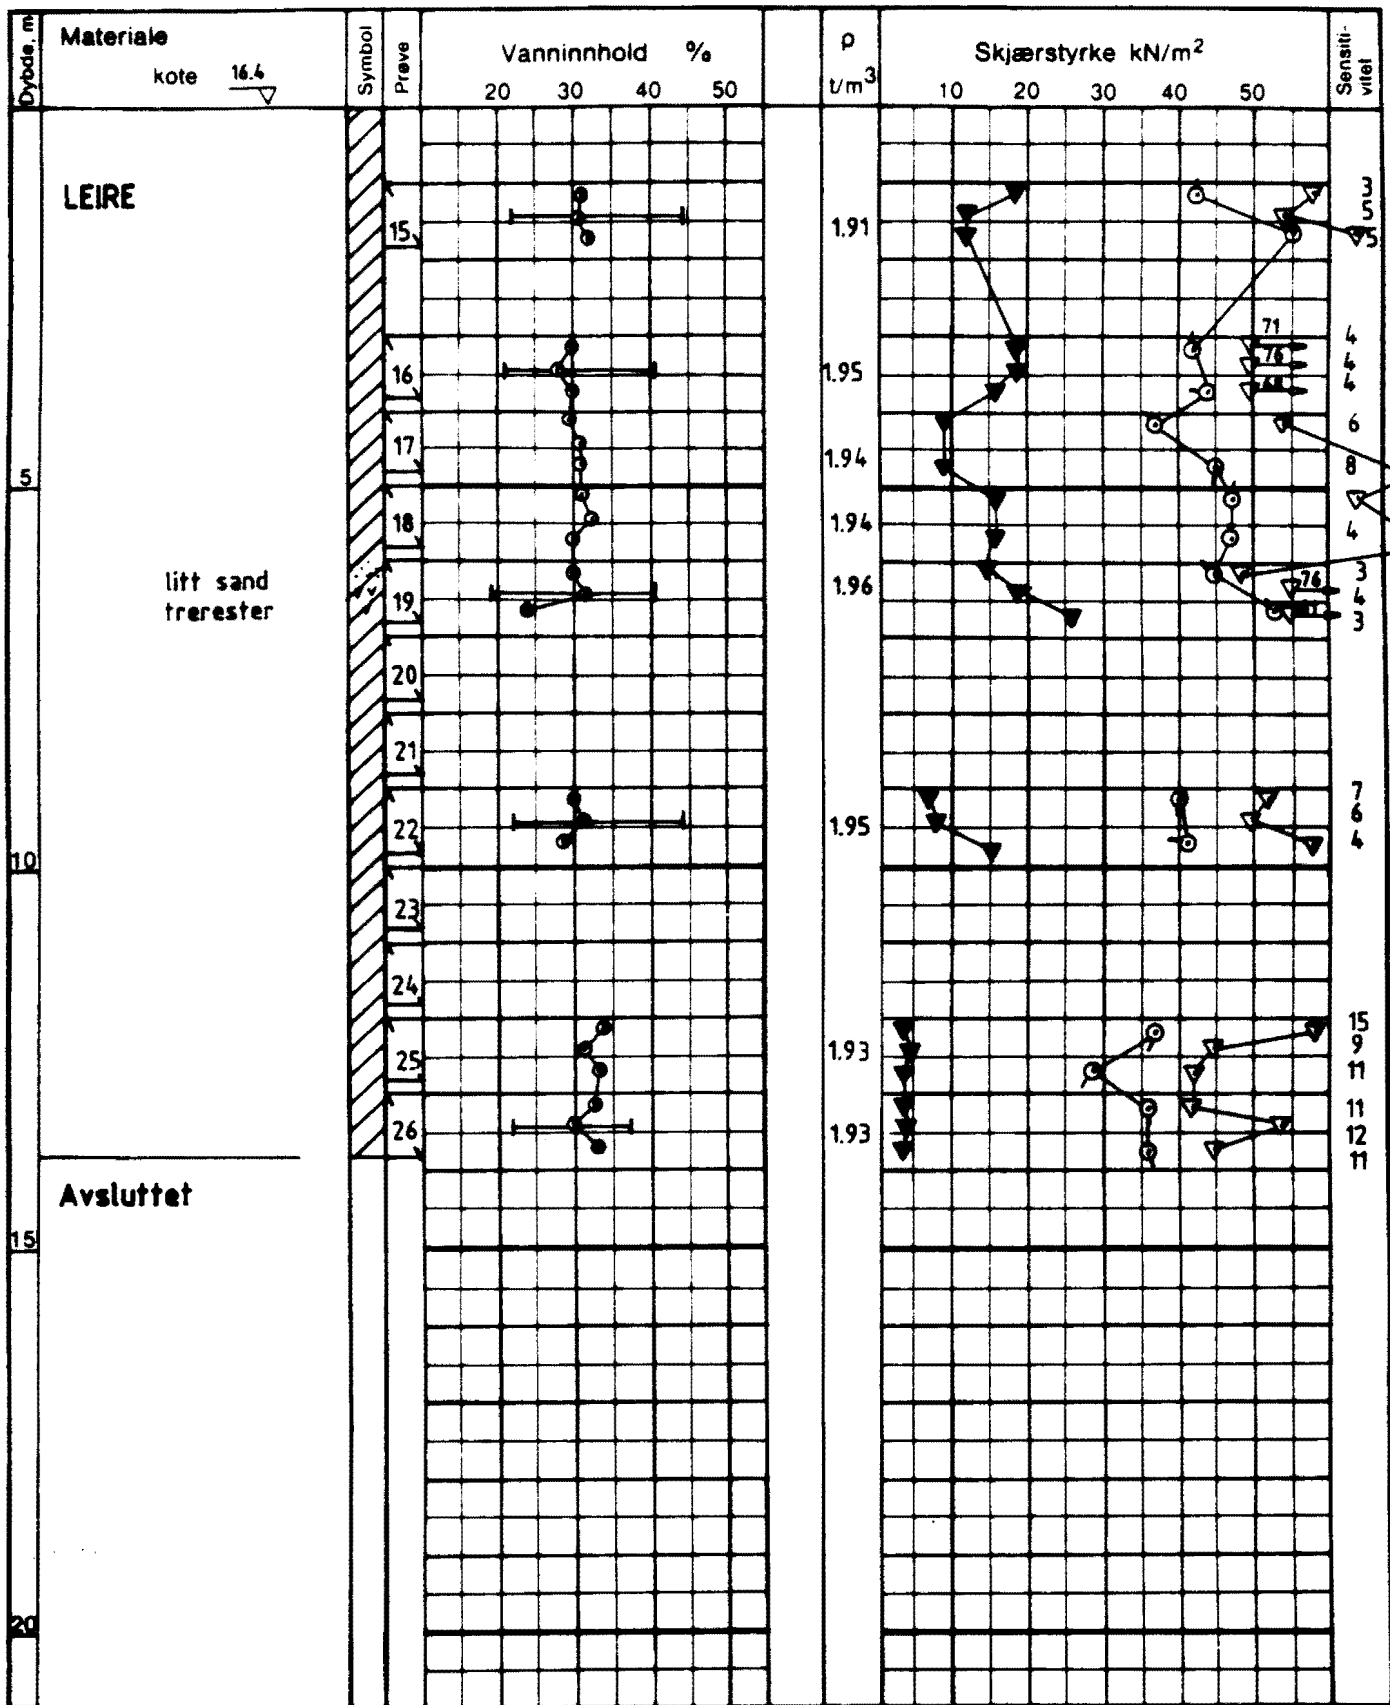 Dybde, m
Materiale
kote 16.4
Symbol
Prøve
Vanninnhold %
20 30 40 50
ρ
t/m³
Skjærstyrke kN/m²
10 20 30 40 50
Sensiti-
vitet
LEIRE
3
5
15 1.91 5
71 4
76 4
16 1.95
68 4
6
17 1.94 8
5
18 1.94 4
litt sand
trerester
3
76
19 1.96 4
3
20
21
7
6
22 1.95 4
10
23
24
15
25 1.93 9
11
11
26 1.93 12
11
Avsluttet
15
20